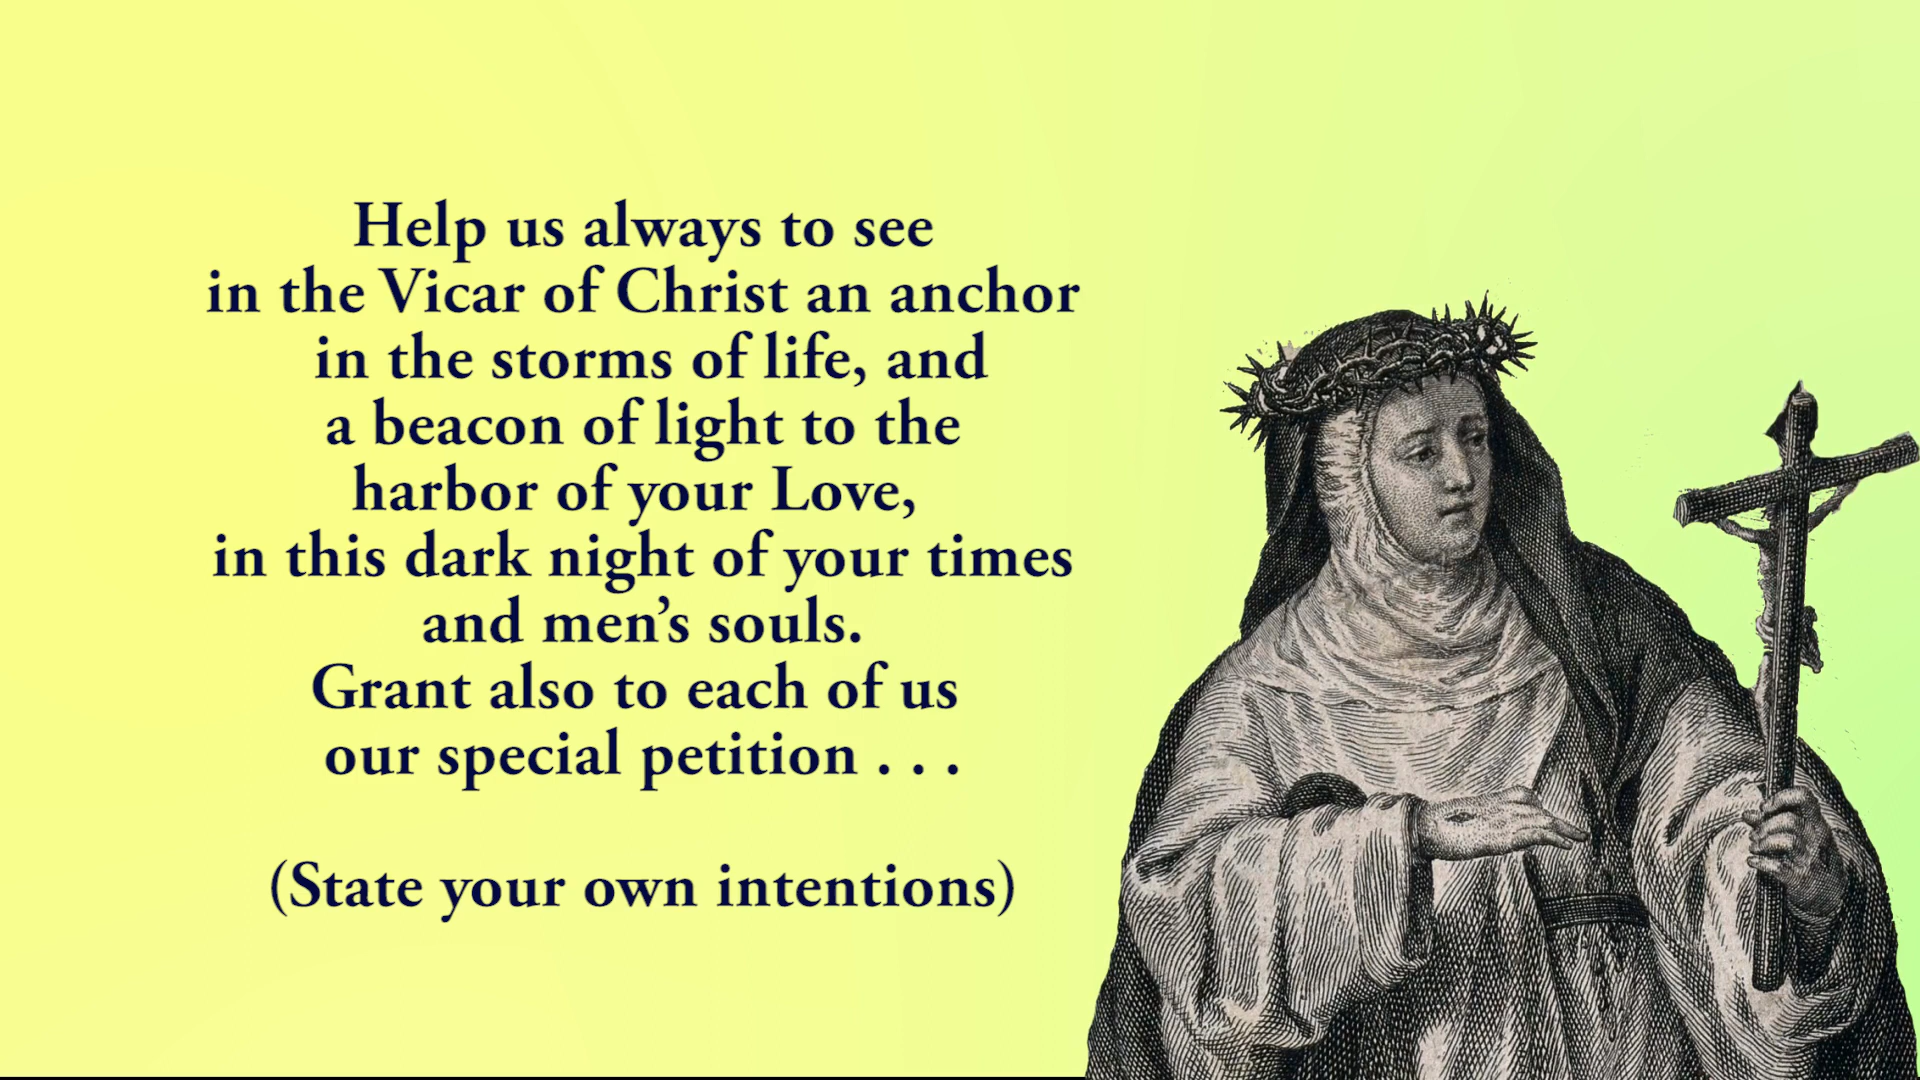 Help us always to see
in the Vicar of Christ an anchor
in the storms of life, and
a beacon of light to the
harbor of your Love,
in this dark night of your times
and men’s souls.
Grant also to each of us
our special petition . . .
(State your own intentions)